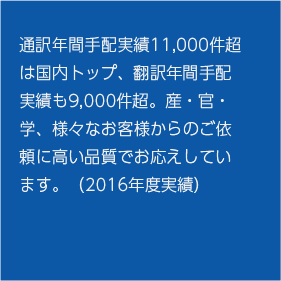 通訳年間手配実績11,000件超
は国内トップ、翻訳年間手配
実績も9,000件超。産・官・
学、様々なお客様からのご依
頼に高い品質でお応えしてい
ます。（2016年度実績）